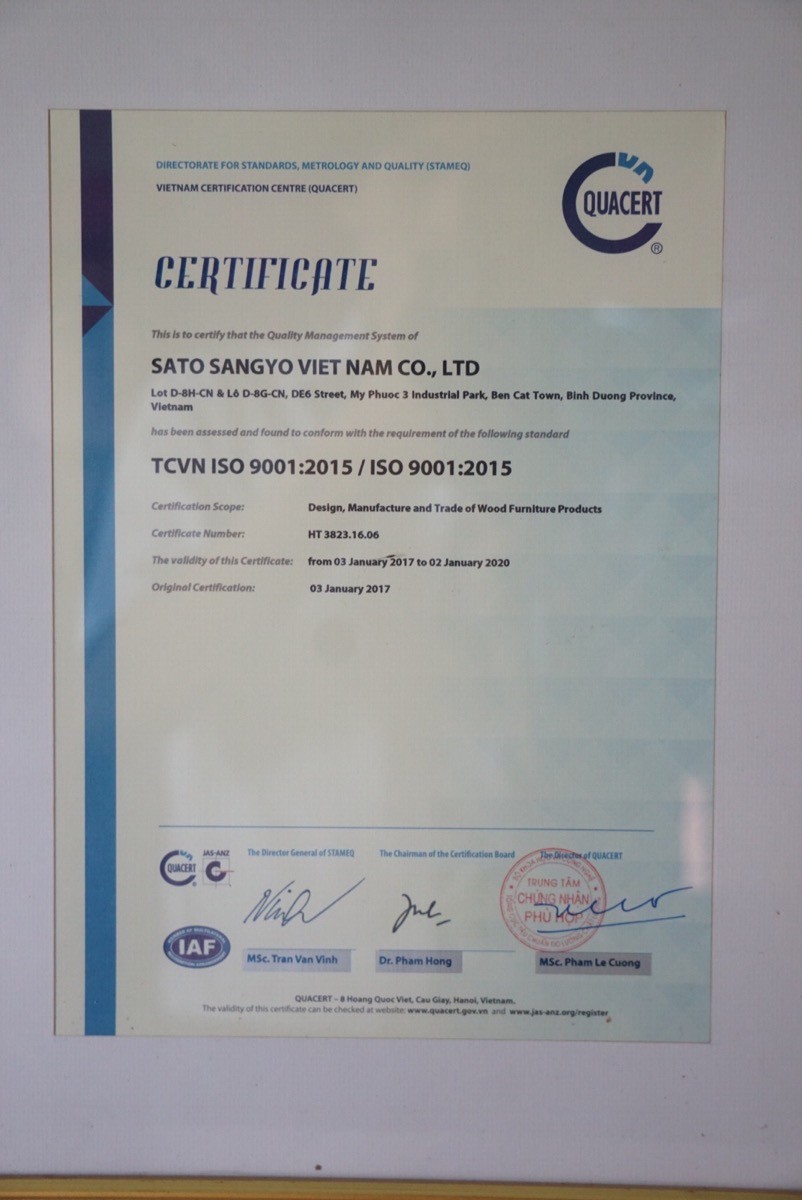 DIRECTORATE FOR STANDARDS, METROLOGY AND QUALITY (STAMEQ)
VIETNAM CERTIFICATION CENTRE (QUACERT)
QUACERT
®
CERTIFICATE
This is to certify that the Quality Management System of
SATO SANGYO VIET NAM CO., LTD
Lot D-8H-CN & Lô D-8G-CN, DE6 Street, My Phuoc 3 Industrial Park, Ben Cat Town, Binh Duong Province,
Vietnam
has been assessed and found to conform with the requirement of the following standard
TCVN ISO 9001:2015 / ISO 9001:2015
Certification Scope: Design, Manufacture and Trade of Wood Furniture Products
Certificate Number: HT 3823.16.06
The validity of this Certificate: from 03 January 2017 to 02 January 2020
Original Certification: 03 January 2017
QUACERT
JAS-ANZ
The Director General of STAMEQ
The Chairman of the Certification Board
The Director of QUACERT
TRUNG TÂM
CHỨNG NHẬN
PHÙ HỢP
IAF
MSc. Tran Van Vinh
Dr. Pham Hong
MSc. Pham Le Cuong
QUACERT – 8 Hoang Quoc Viet, Cau Giay, Hanoi, Vietnam.
The validity of this certificate can be checked at website: www.quacert.gov.vn and www.jas-anz.org/register